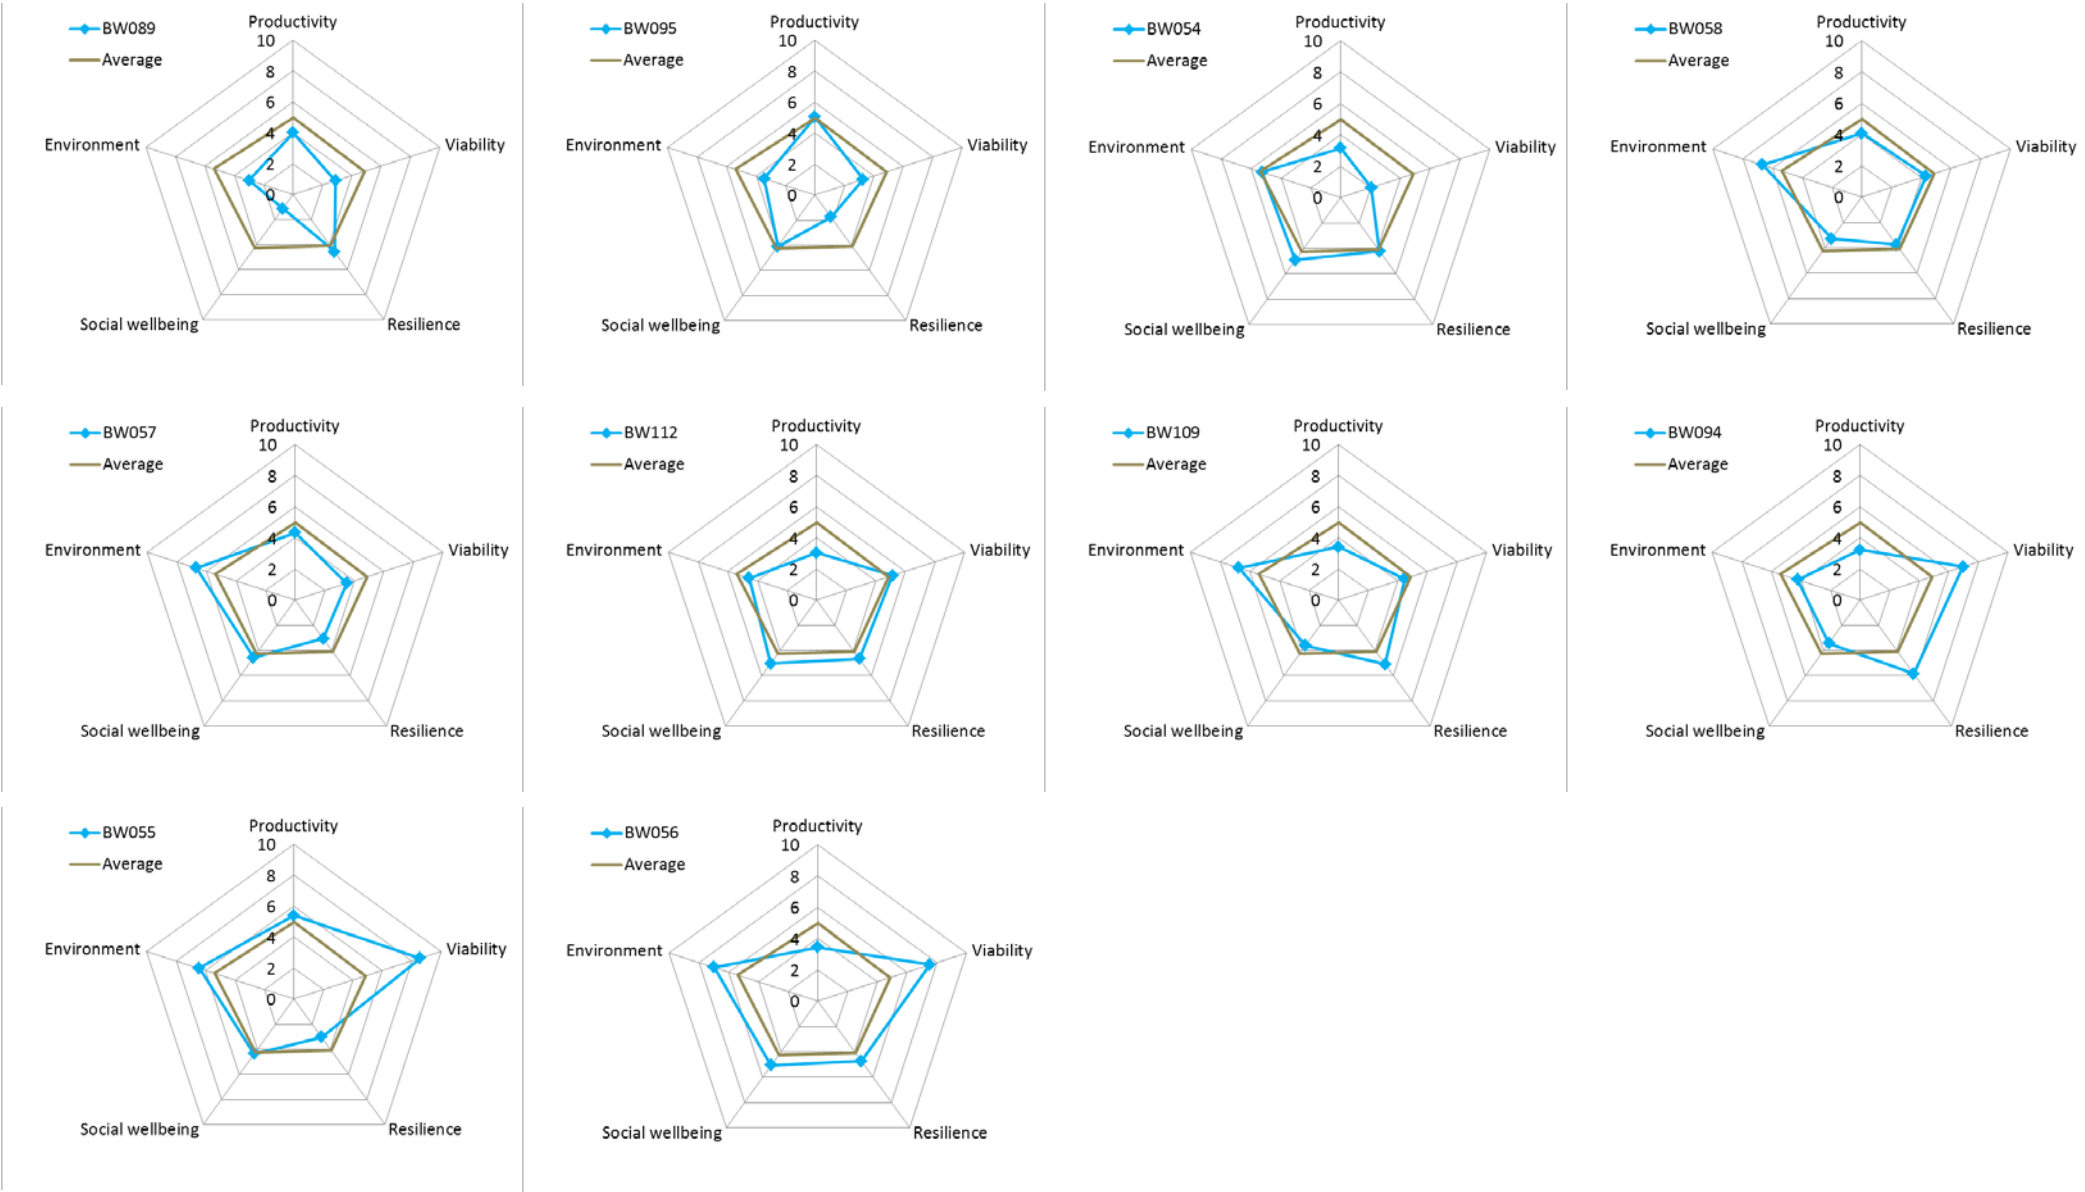 Productivity
BW089
10
Average
8
6
4
Environment
Viability
2
0
Social wellbeing
Resilience
Productivity
BW095
10
Average
8
6
4
Environment
Viability
2
0
Social wellbeing
Resilience
Productivity
BW054
10
Average
8
6
4
Environment
Viability
2
0
Social wellbeing
Resilience
Productivity
BW058
10
Average
8
6
4
Environment
Viability
2
0
Social wellbeing
Resilience
Productivity
BW057
10
Average
8
6
4
Environment
Viability
2
0
Social wellbeing
Resilience
Productivity
BW112
10
Average
8
6
4
Environment
Viability
2
0
Social wellbeing
Resilience
Productivity
BW109
10
Average
8
6
4
Environment
Viability
2
0
Social wellbeing
Resilience
Productivity
BW094
10
Average
8
6
4
Environment
Viability
2
0
Social wellbeing
Resilience
Productivity
BW055
10
Average
8
6
4
Environment
Viability
2
0
Social wellbeing
Resilience
Productivity
BW056
10
Average
8
6
4
Environment
Viability
2
0
Social wellbeing
Resilience